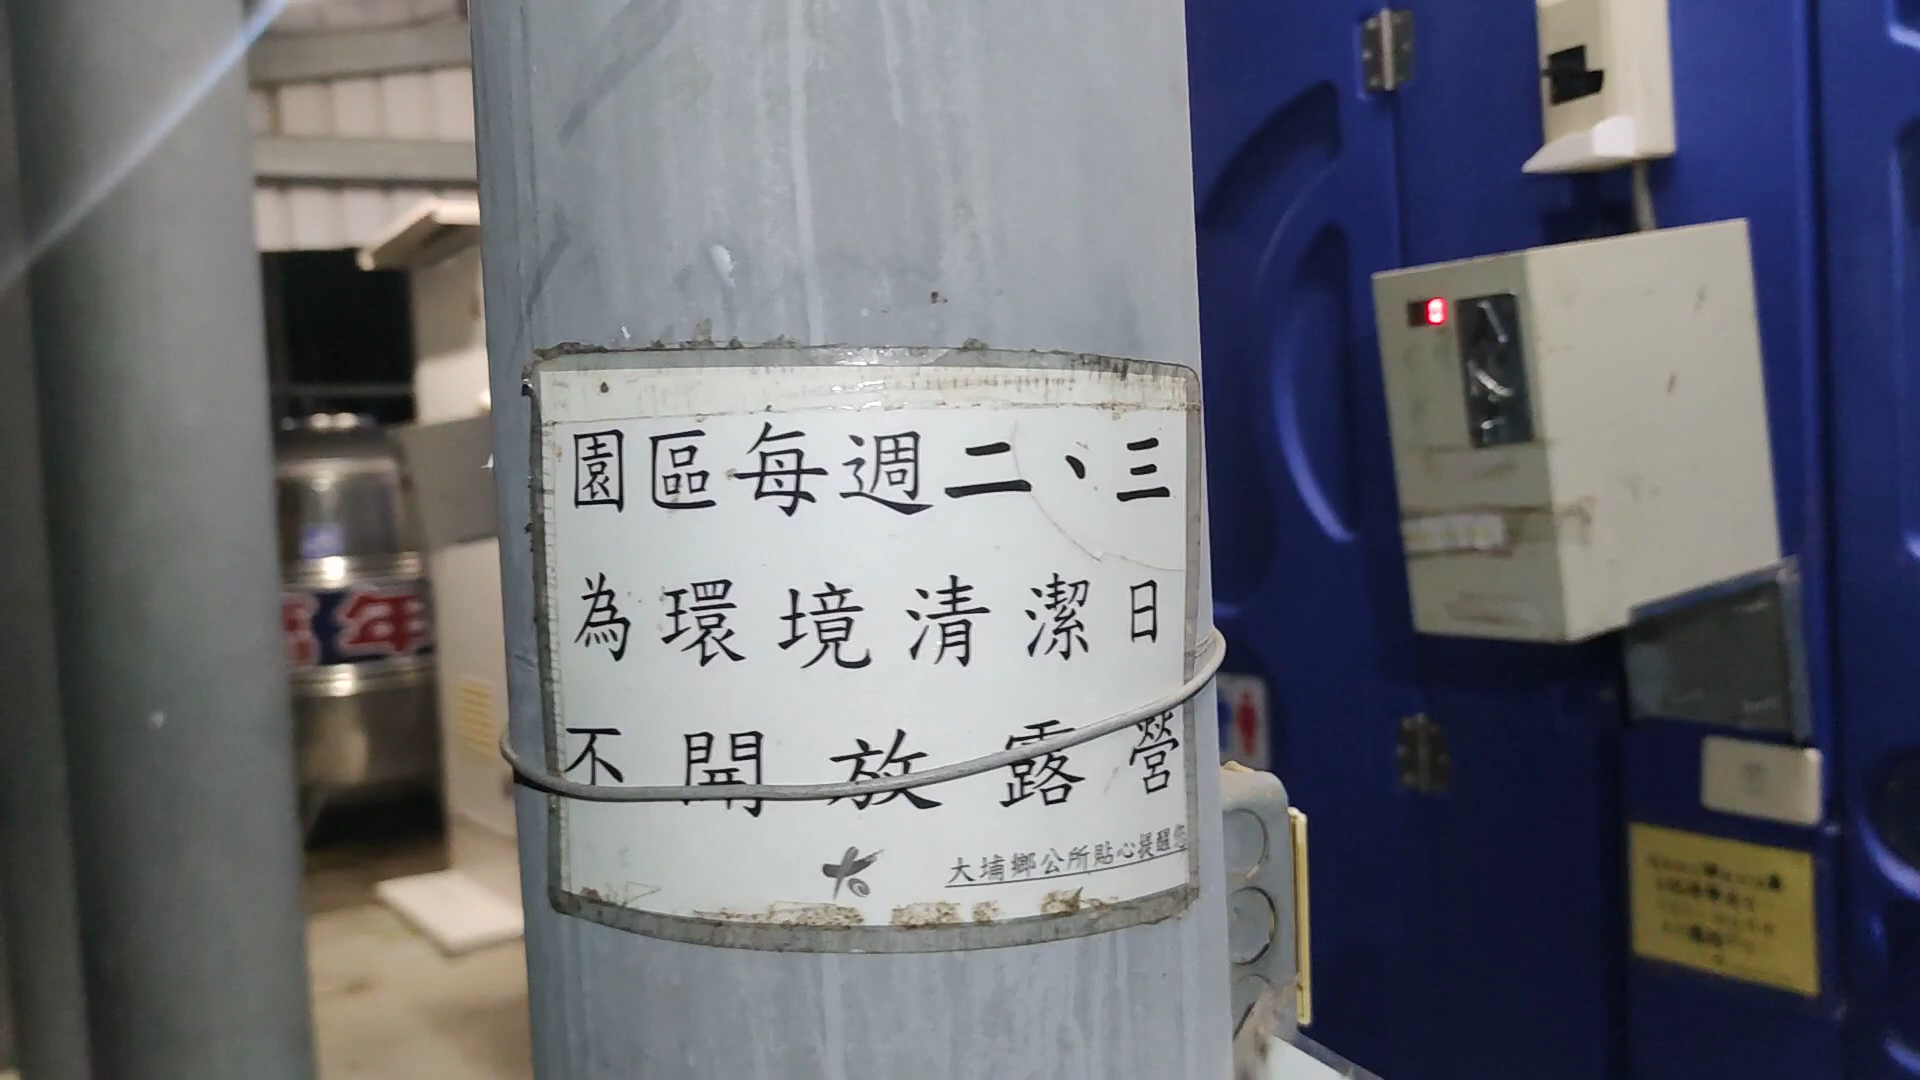 園區每週二、三
為環境清潔日
不開放露營
大埔鄉公所貼心提醒您
年